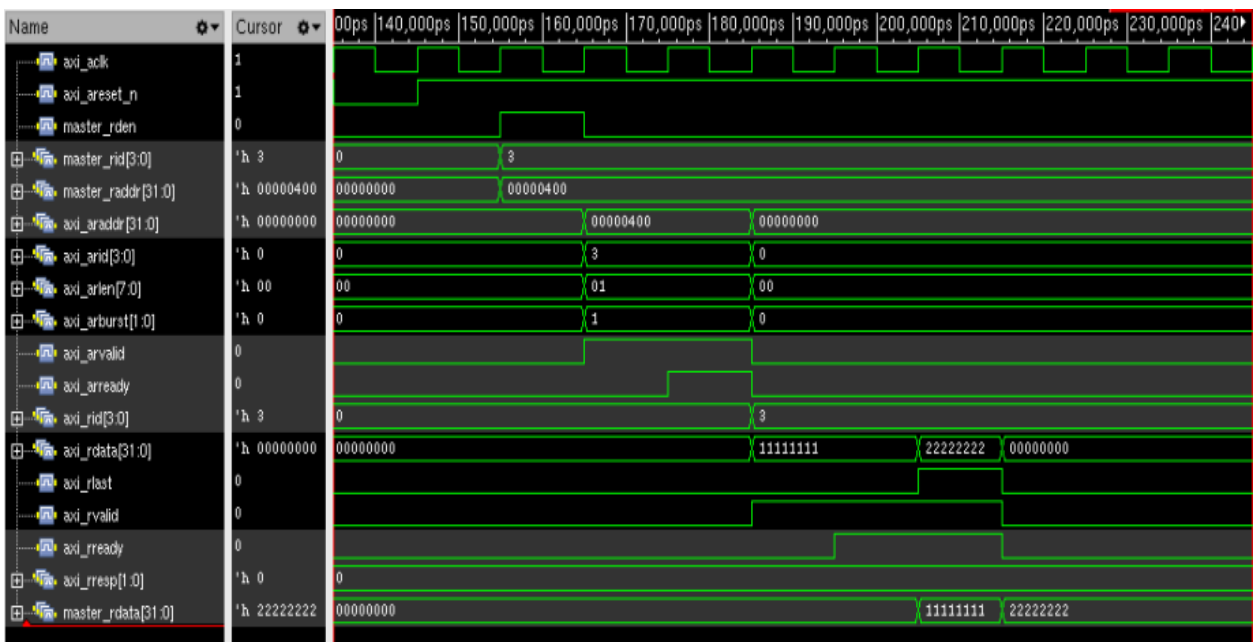 Name Cursor 00ps 140,000ps 150,000ps 160,000ps 170,000ps 180,000ps 190,000ps 200,000ps 210,000ps 220,000ps 230,000ps 240
axi_aclk 1
axi_areset_n 1
master_rden 0
master_rid[3:0] 'h 3 0 3
master_raddr[31:0] 'h 00000400 00000000 00000400
axi_araddr[31:0] 'h 00000000 00000000 00000400 00000000
axi_arid[3:0] 'h 0 0 3 0
axi_arlen[7:0] 'h 00 00 01 00
axi_arburst[1:0] 'h 0 0 1 0
axi_arvalid 0
axi_arready 0
axi_rid[3:0] 'h 3 0 3
axi_rdata[31:0] 'h 00000000 00000000 11111111 22222222 00000000
axi_rlast 0
axi_rvalid 0
axi_rready 0
axi_rresp[1:0] 'h 0 0
master_rdata[31:0] 'h 22222222 00000000 11111111 22222222